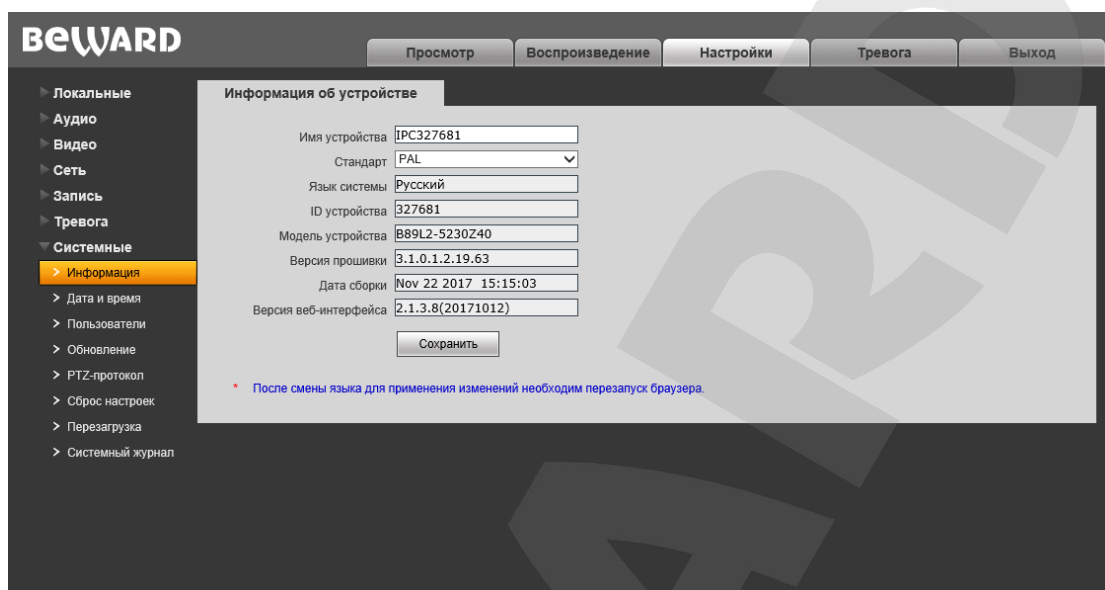 BEWARD
Просмотр Воспроизведение Настройки Тревога Выход
Локальные
Аудио
Видео
Сеть
Запись
Тревога
Системные
Информация
Дата и время
Пользователи
Обновление
PTZ-протокол
Сброс настроек
Перезагрузка
Системный журнал
Информация об устройстве
Имя устройства IPC327681
Стандарт PAL
Язык системы Русский
ID устройства 327681
Модель устройства B89L2-5230Z40
Версия прошивки 3.1.0.1.2.19.63
Дата сборки Nov 22 2017 15:15:03
Версия веб-интерфейса 2.1.3.8(20171012)
Сохранить
* После смены языка для применения изменений необходим перезапуск браузера.